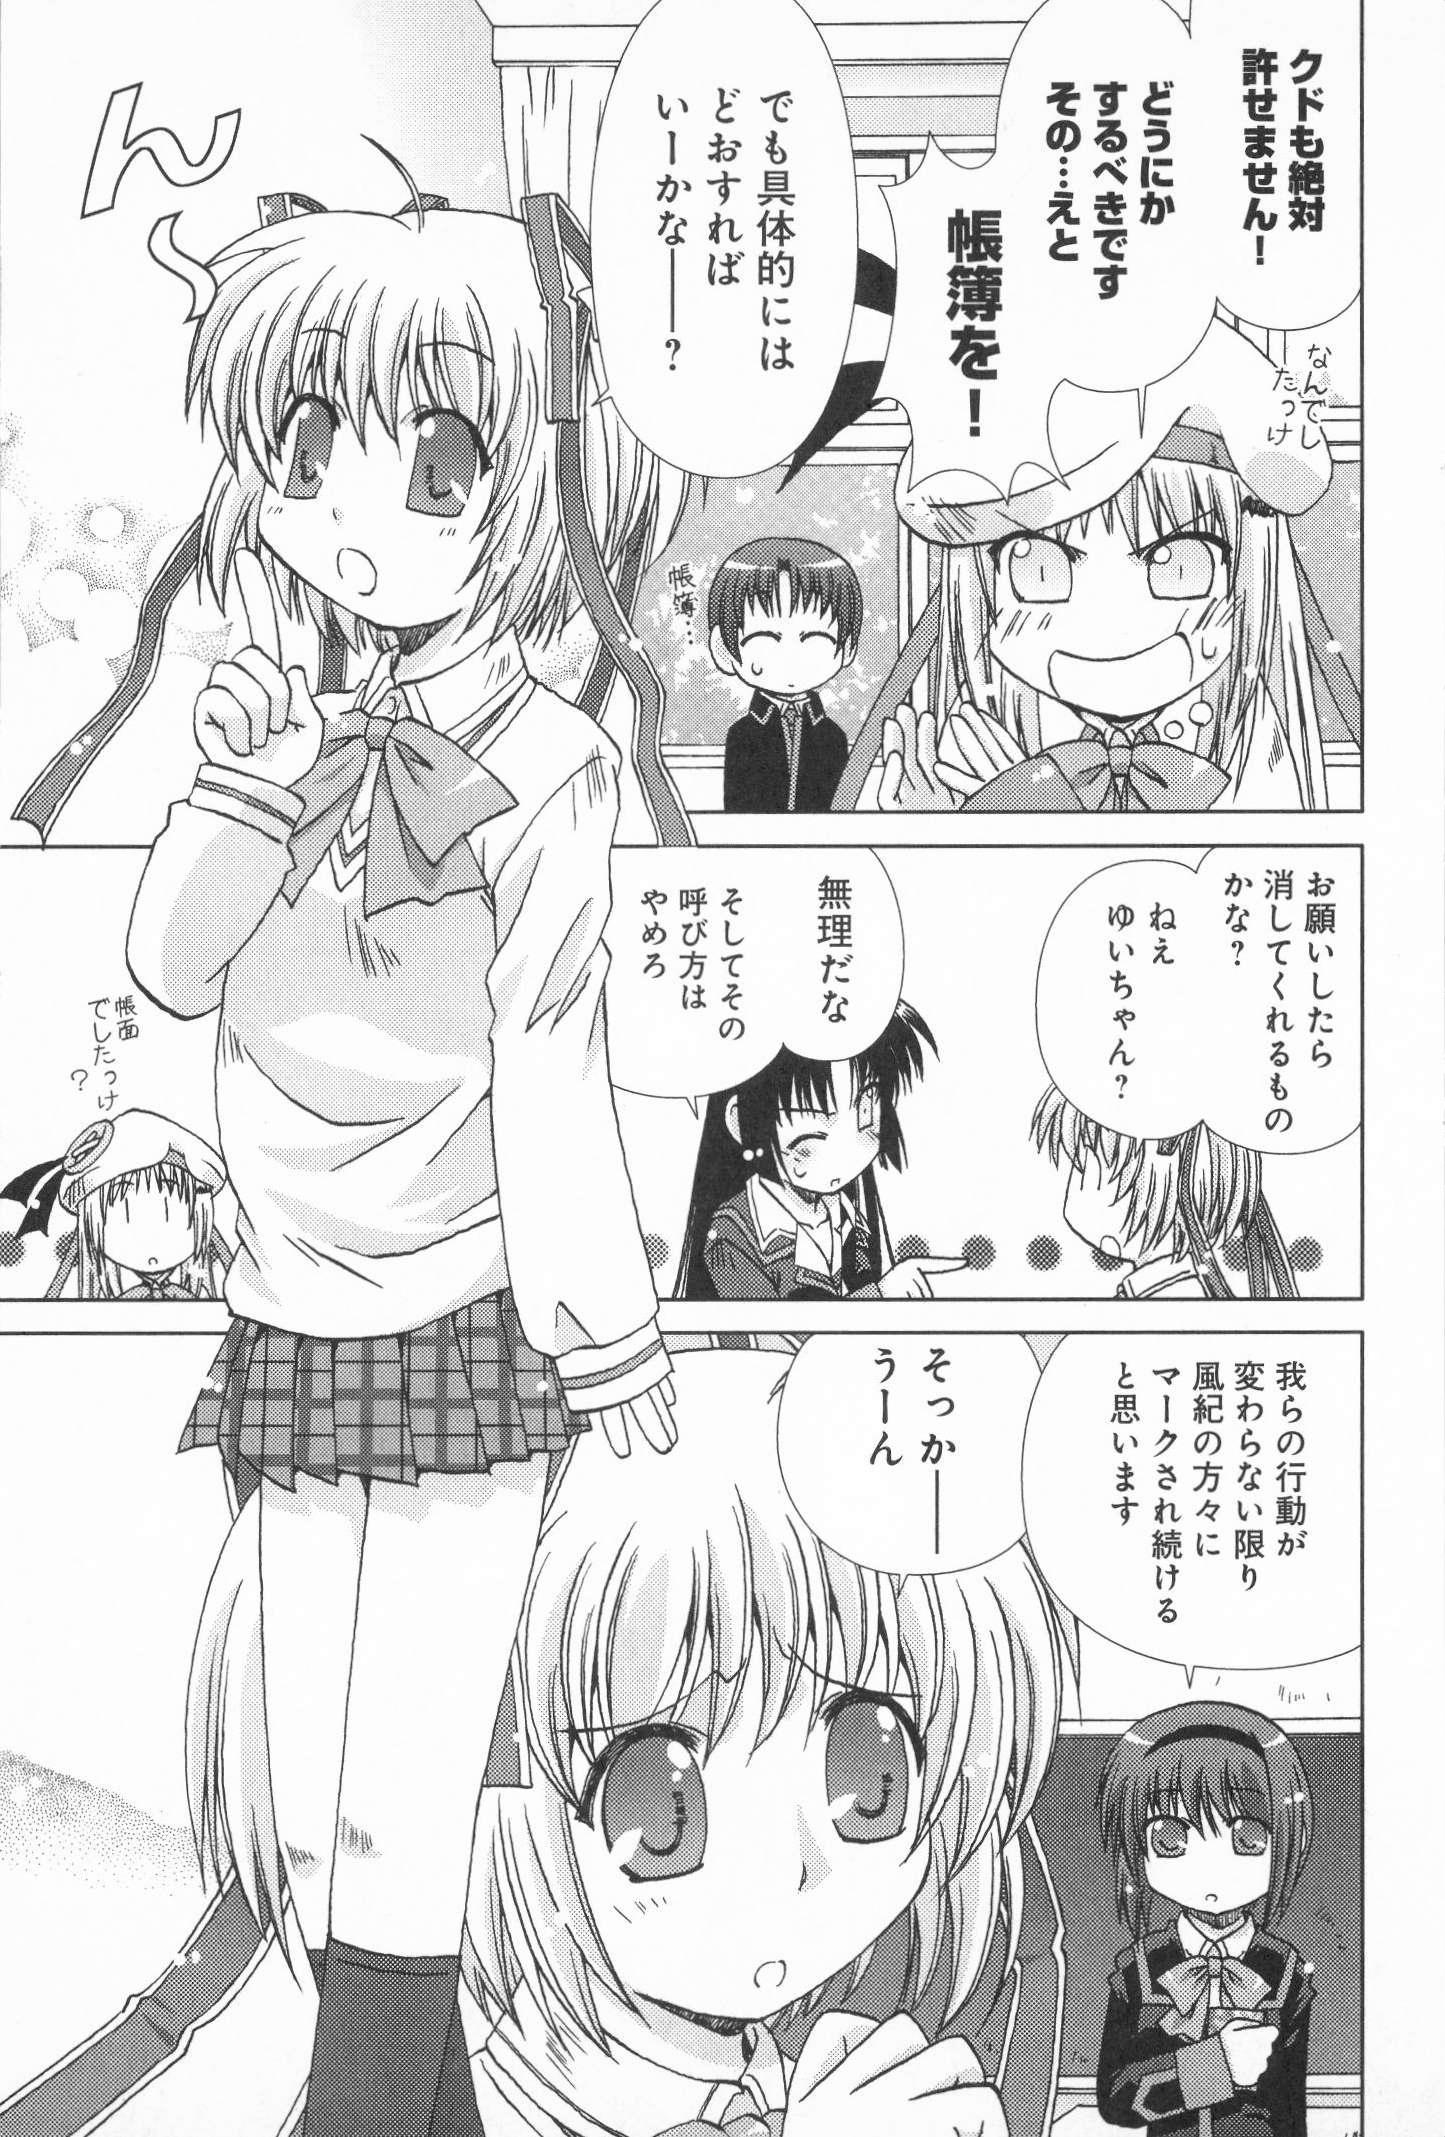 クドも絶対
許せません!
どうにか
するべきです
その…えと
帳簿を!
なんでし
たっけ
帳簿…
でも具体的には
どおすれば
いーかなー?
んー
お願いしたら
消してくれるもの
かな?
ねえ
ゆいちゃん?
無理だな
そしてその
呼び方は
やめろ
帳面
でしたっけ
?
我らの行動が
変わらない限り
風紀の方々に
マークされ続ける
と思います
そっかー
うーん